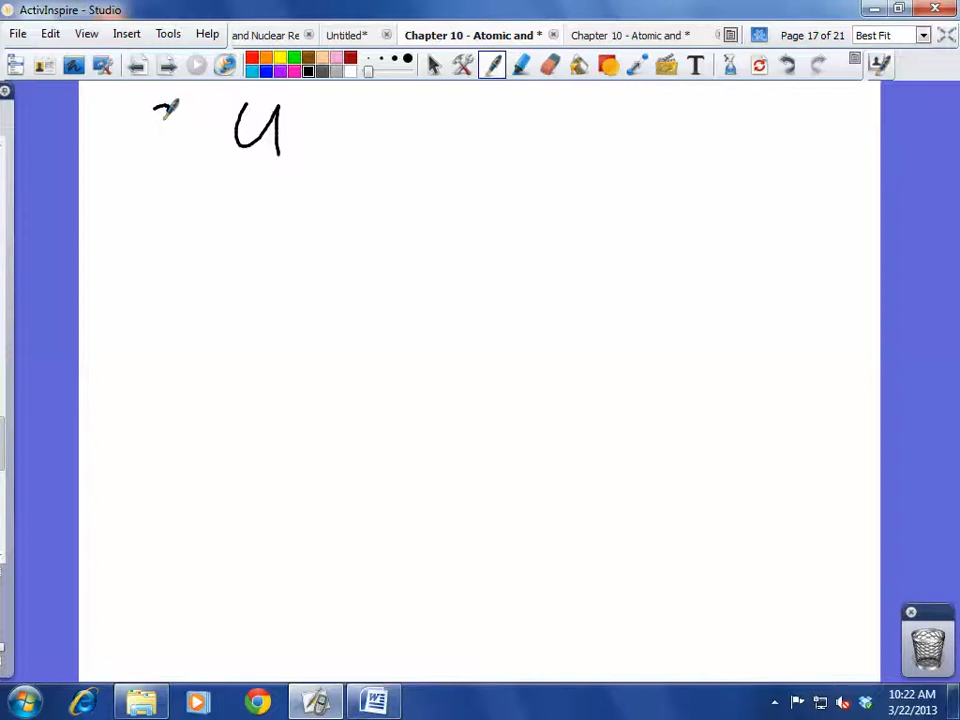 ActivInspire - Studio
File Edit View Insert Tools Help and Nuclear Re Untitled* Chapter 10 - Atomic and * Chapter 10 - Atomic and * Page 17 of 21 Best Fit
T
U
10:22 AM
3/22/2013